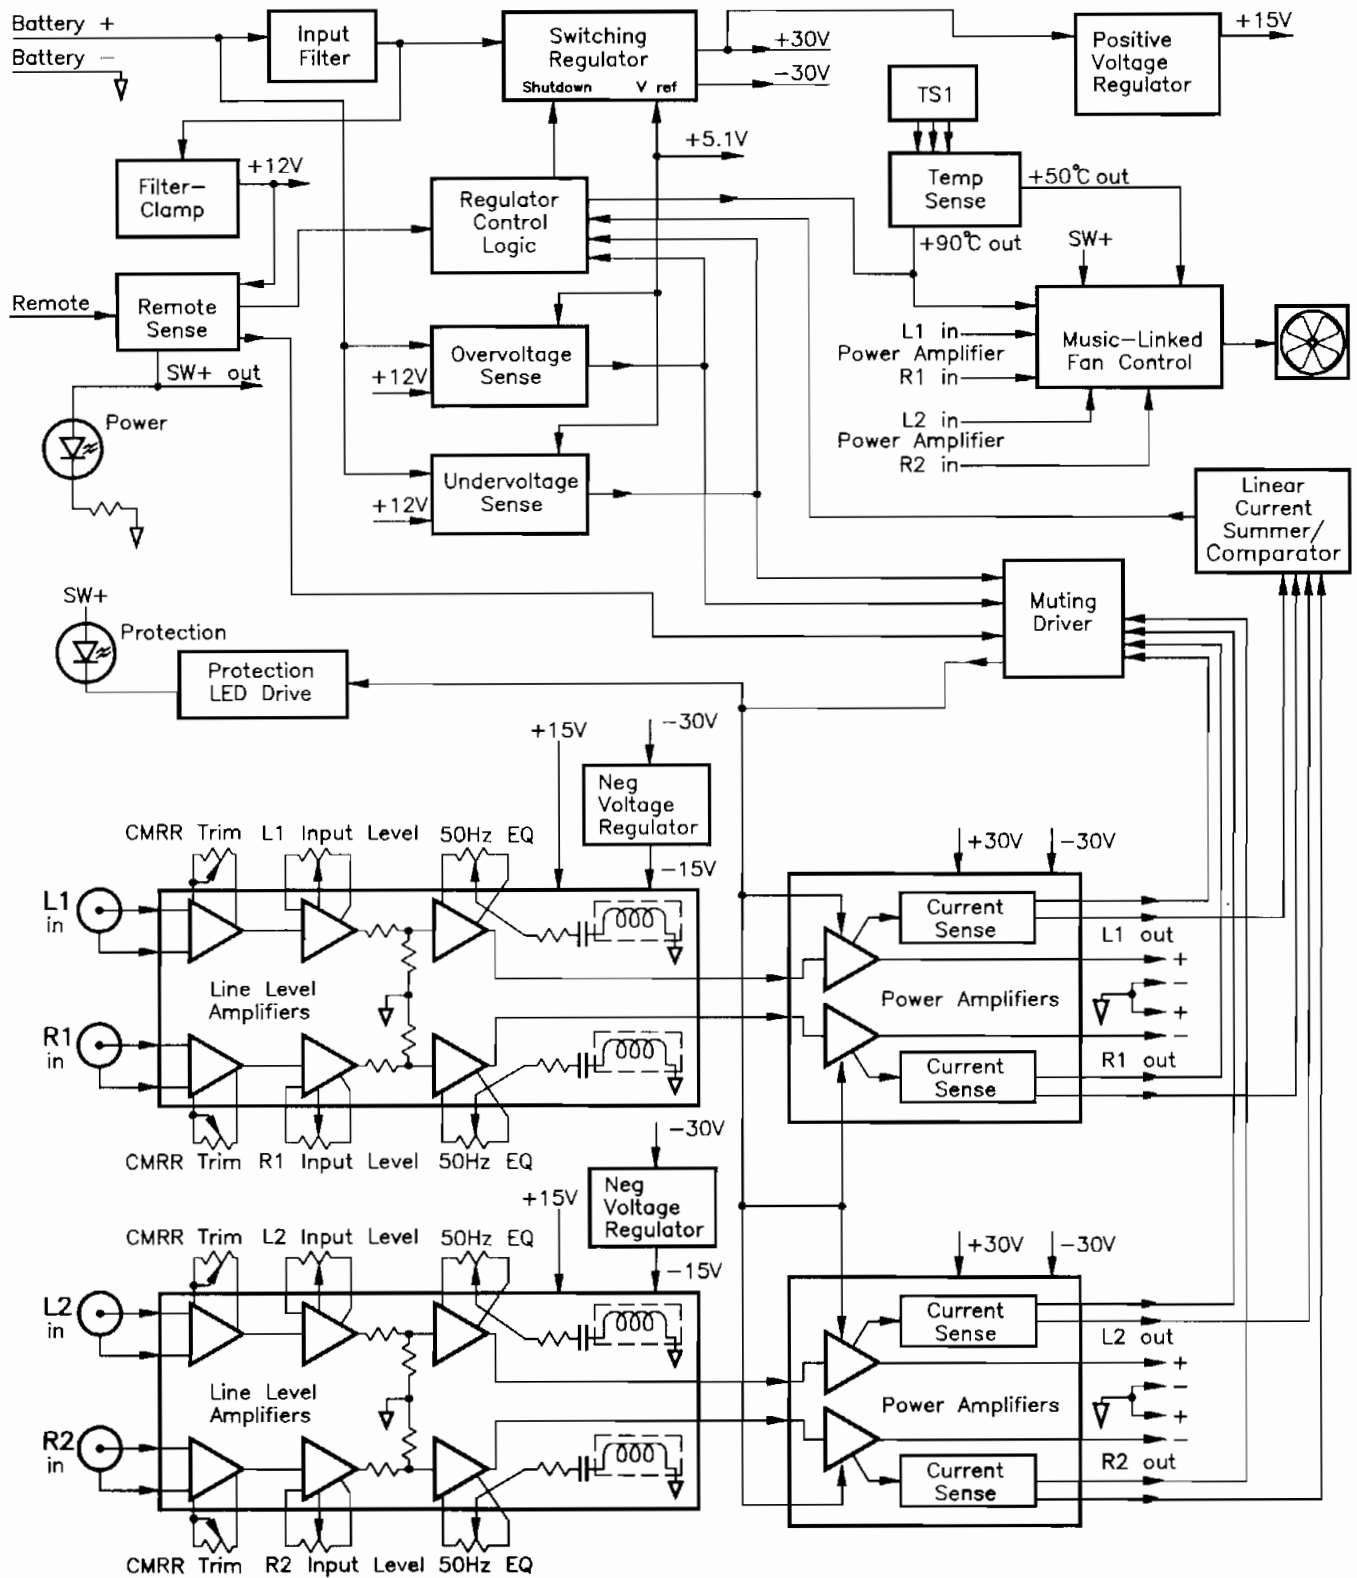 Battery +
Battery -
Input
Filter
Switching
Regulator
Shutdown V ref
+30V
-30V
Positive
Voltage
Regulator
+15V
TS1
+5.1V
Filter-
Clamp
+12V
Regulator
Control
Logic
Temp
Sense
+50℃ out
+90℃ out
SW+
Remote
Remote
Sense
SW+ out
Overvoltage
Sense
+12V
L1 in
Power Amplifier
R1 in
Music-Linked
Fan Control
L2 in
Power Amplifier
R2 in
Power
Undervoltage
Sense
+12V
Linear
Current
Summer/
Comparator
SW+
Protection
Protection
LED Drive
Muting
Driver
+15V
-30V
Neg
Voltage
Regulator
-15V
CMRR Trim L1 Input Level 50Hz EQ
+30V
-30V
L1
in
Line Level
Amplifiers
R1
in
Current
Sense
L1 out
+
-
Power Amplifiers
+
-
R1 out
Current
Sense
CMRR Trim R1 Input Level 50Hz EQ
-30V
+15V
Neg
Voltage
Regulator
-15V
CMRR Trim L2 Input Level 50Hz EQ
+30V
-30V
L2
in
Line Level
Amplifiers
R2
in
Current
Sense
L2 out
+
-
Power Amplifiers
+
-
R2 out
Current
Sense
CMRR Trim R2 Input Level 50Hz EQ